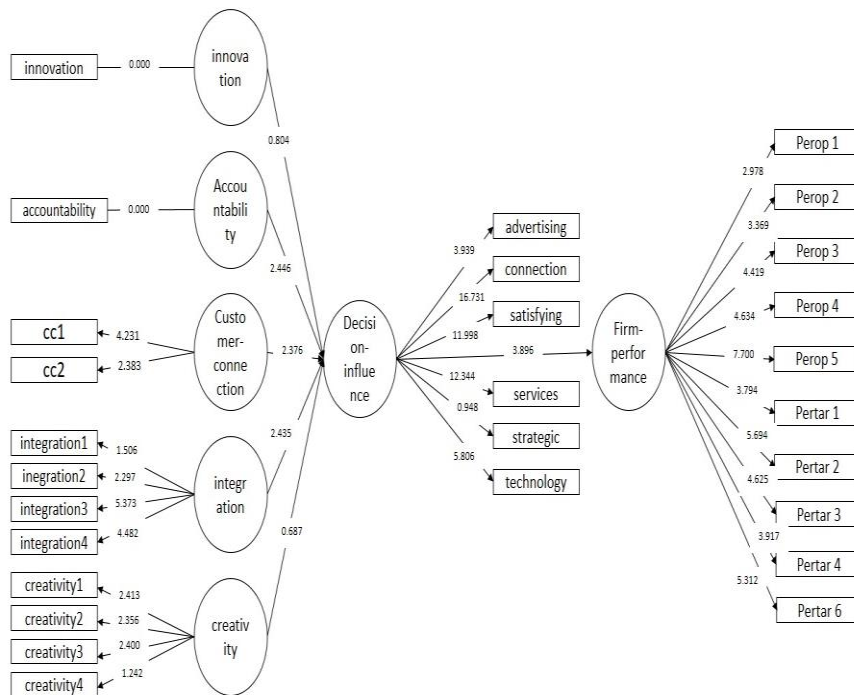 innovation
0.000
innova
tion
0.804
accountability
0.000
Accou
ntabili
ty
2.446
cc1
4.231
cc2
2.383
Custo
mer-
conne
ction
2.376
integration1
1.506
inegration2
2.297
integration3
5.373
integration4
4.482
integr
ation
2.435
creativity1
2.413
creativity2
2.356
creativity3
2.400
creativity4
1.242
creativ
ity
0.687
Decisi
on-
influe
nce
advertising
3.939
connection
16.731
satisfying
11.998
3.896
services
12.344
strategic
0.948
technology
5.806
Firm-
perfor
mance
Perop 1
2.978
Perop 2
3.369
Perop 3
4.419
Perop 4
4.634
Perop 5
7.700
Pertar 1
3.794
Pertar 2
5.694
Pertar 3
4.625
Pertar 4
3.917
Pertar 6
5.312